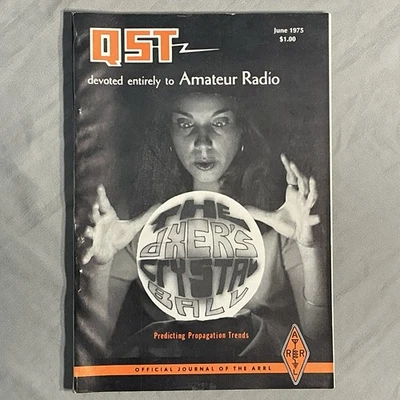 QST
June 1975
$1.00
devoted entirely to Amateur Radio
THE
DXER'S
CRYSTAL
BALL
Predicting Propagation Trends
A
R R
L
OFFICIAL JOURNAL OF THE ARRL